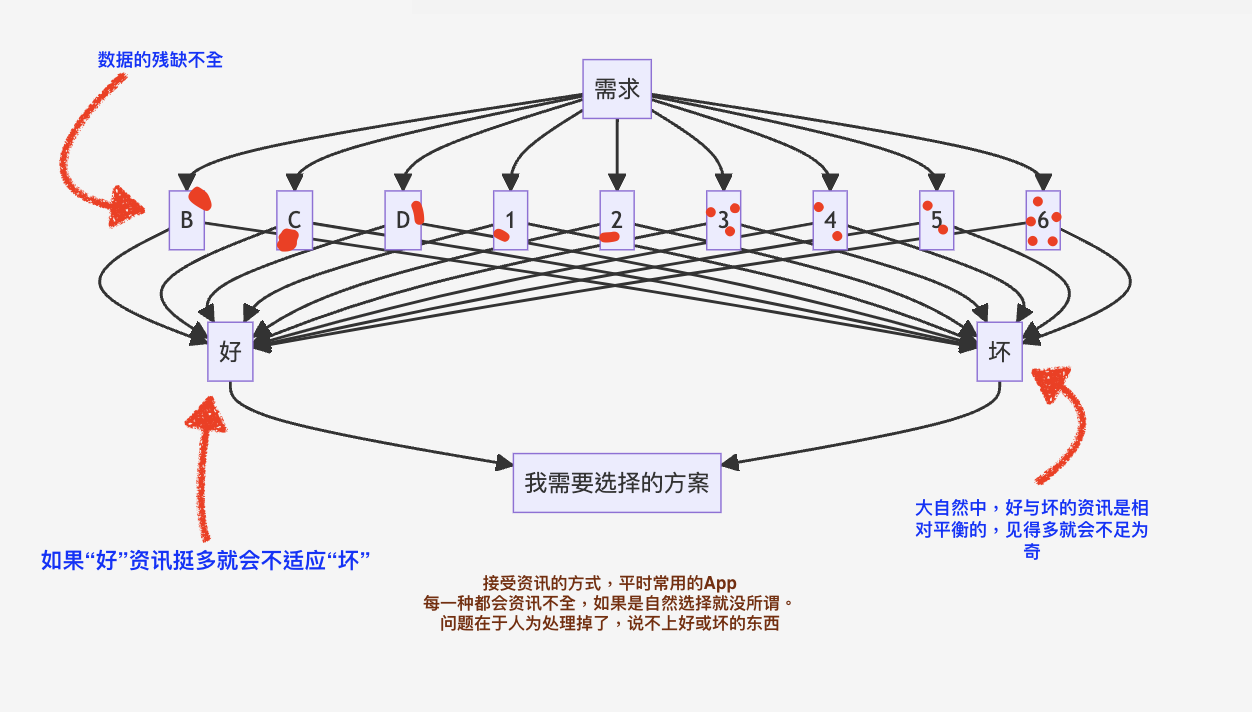 数据的残缺不全
需求
B
C
D
1
2
3
4
5
6
好
坏
我需要选择的方案
大自然中，好与坏的资讯是相
对平衡的，见得多就会不足为
奇
如果“好”资讯挺多就会不适应“坏”
接受资讯的方式，平时常用的App
每一种都会资讯不全，如果是自然选择就没所谓。
问题在于人为处理掉了，说不上好或坏的东西